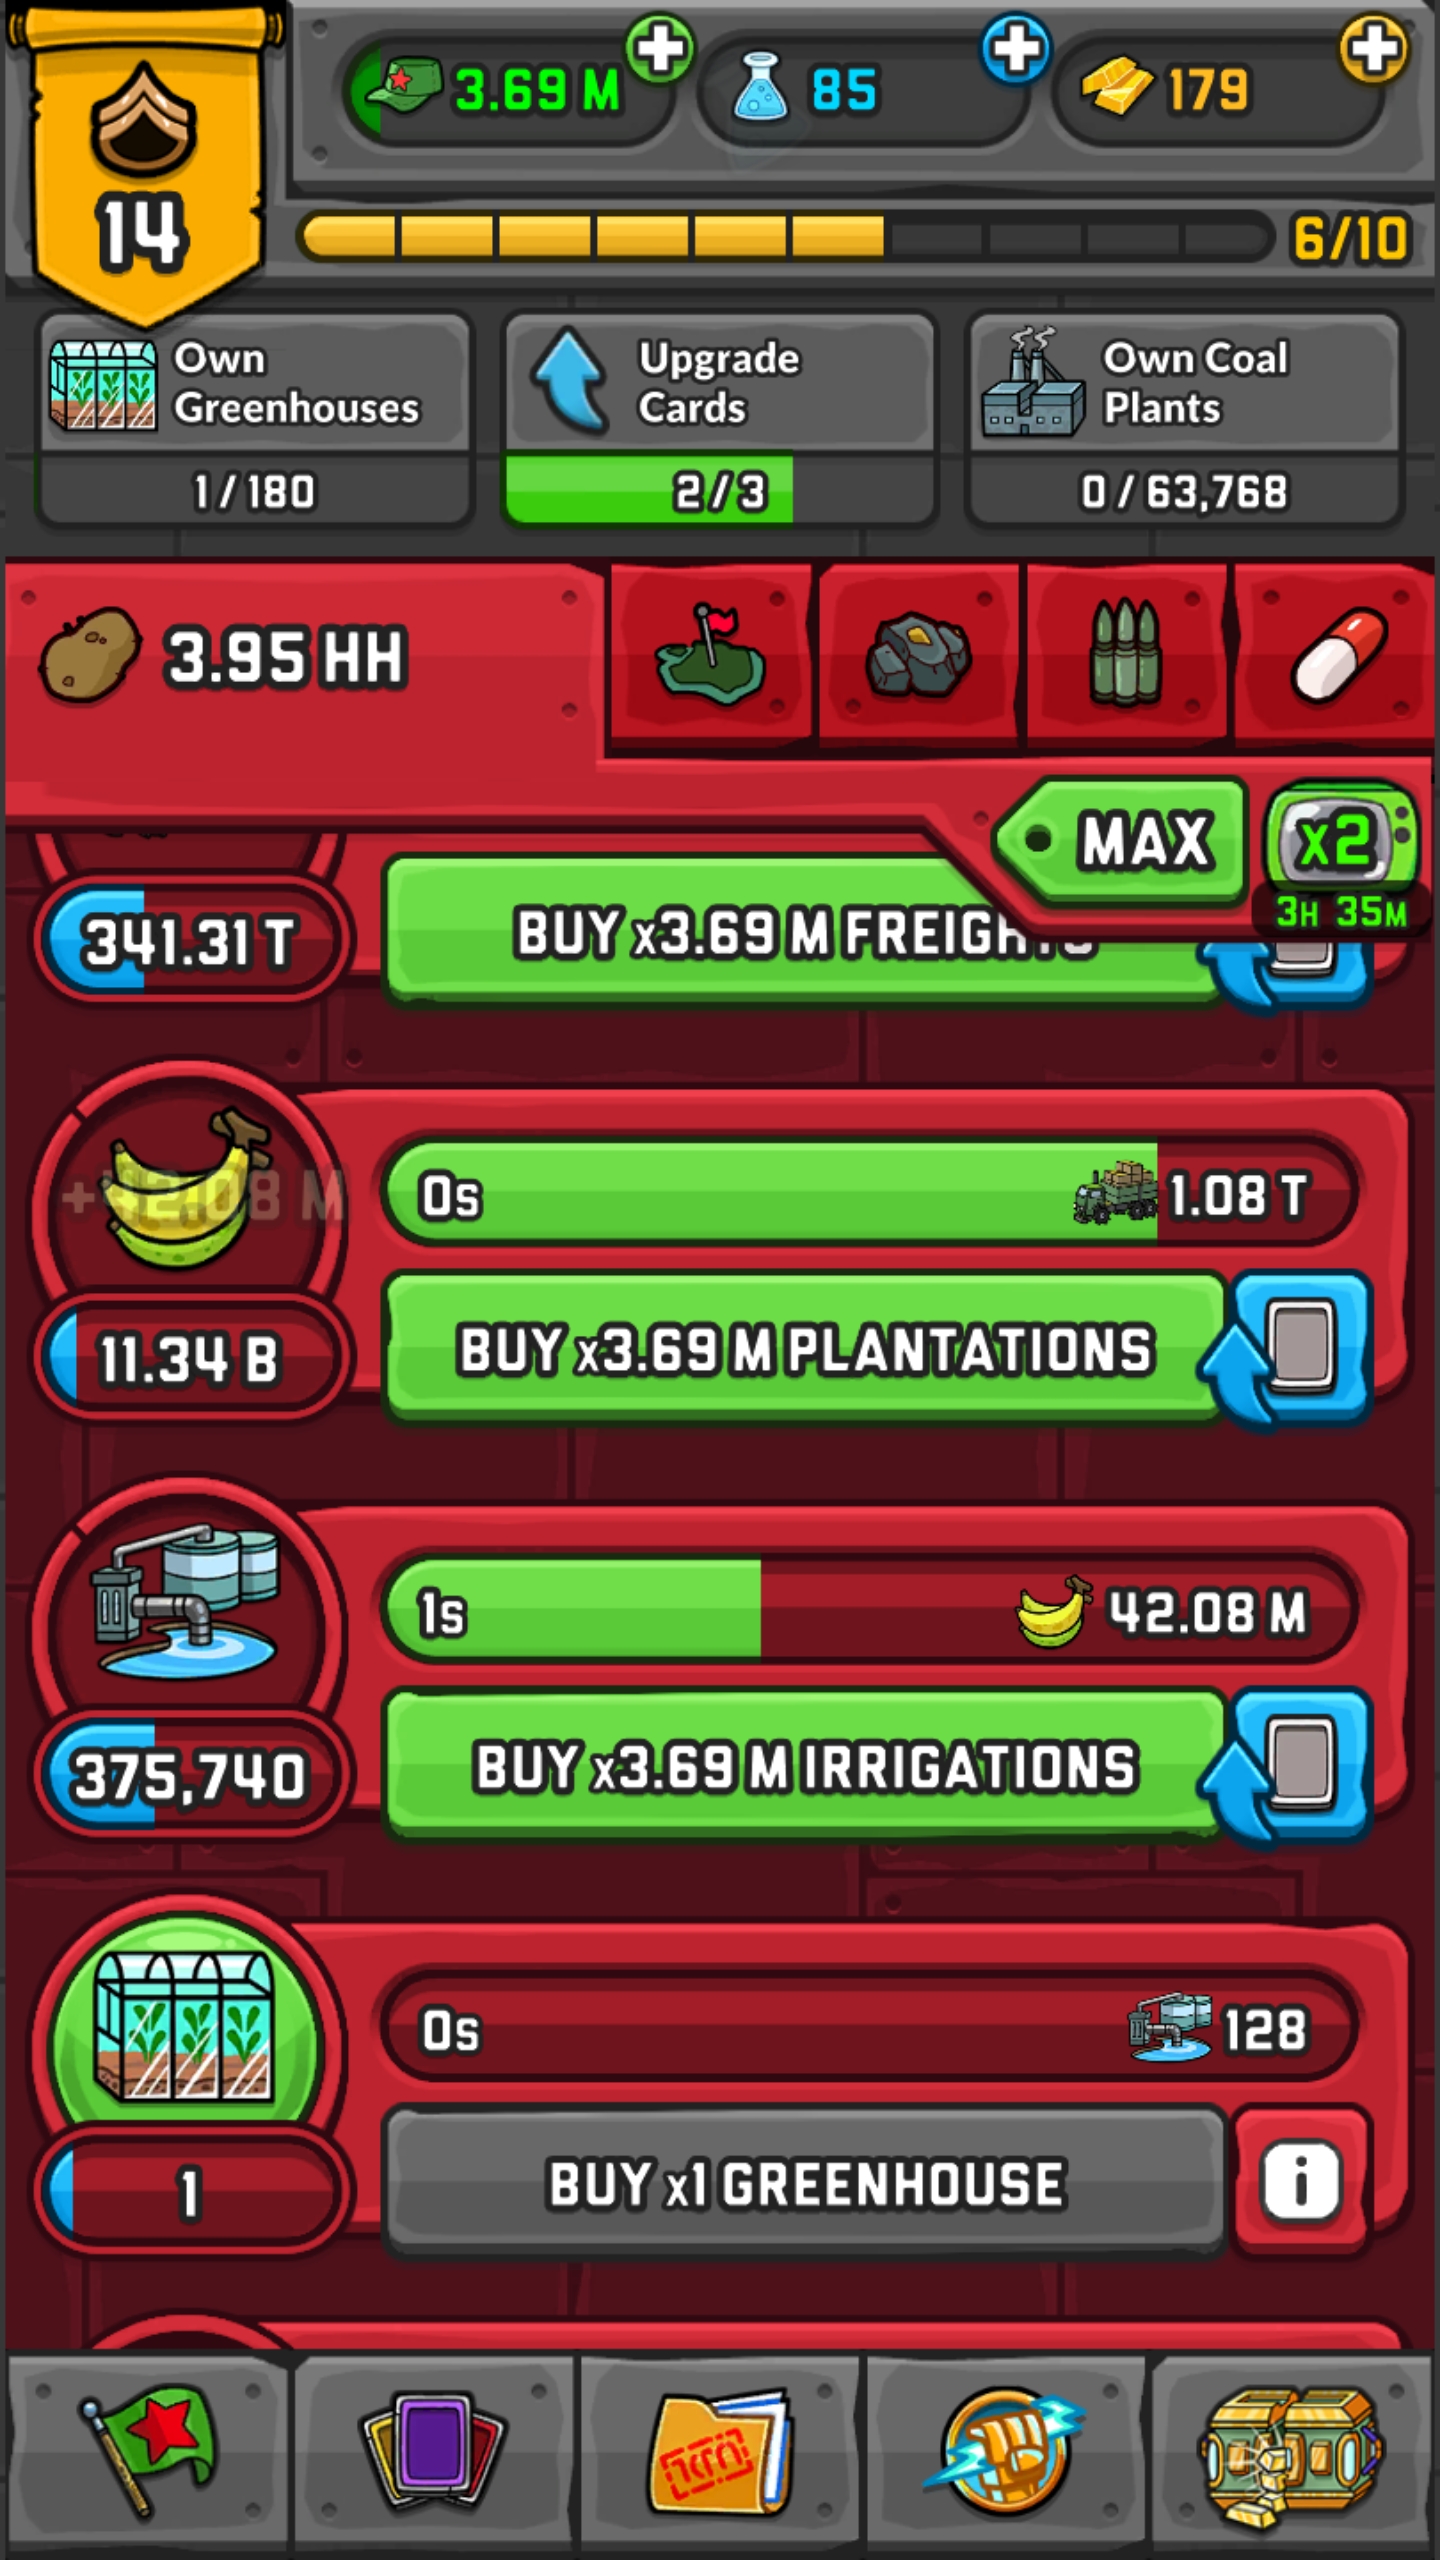 3.69 M
85
179
14
6/10
Own
Greenhouses
1/180
Upgrade
Cards
2/3
Own Coal
Plants
0/63,768
3.95 HH
MAX
x2
3H 35M
341.31 T
BUY x3.69 M FREIGHTS
+42.08 M
0s
1.08 T
11.34 B
BUY x3.69 M PLANTATIONS
1s
42.08 M
375,740
BUY x3.69 M IRRIGATIONS
0s
128
1
BUY x1 GREENHOUSE
i